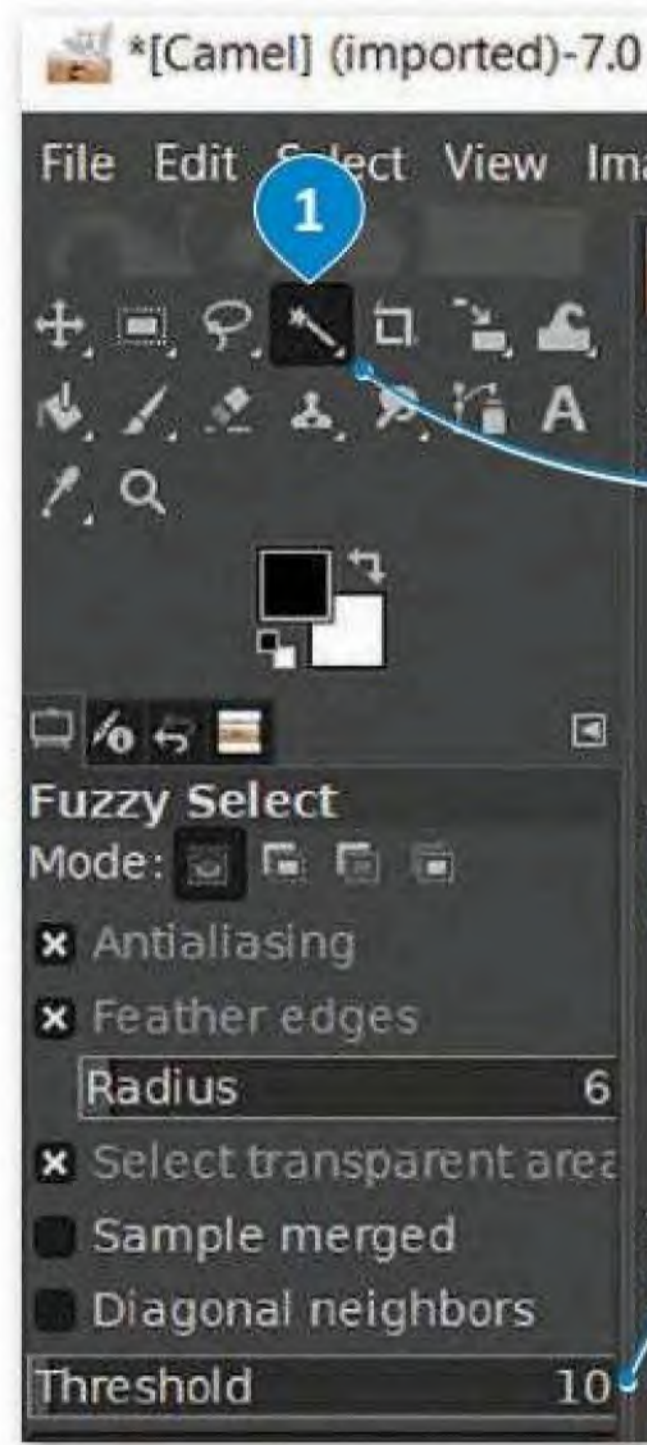 *[Camel] (imported)-7.0
File Edit Select View Ima
1
A
Fuzzy Select
Mode:
Antialiasing
Feather edges
Radius 6
Select transparent area
Sample merged
Diagonal neighbors
Threshold 10